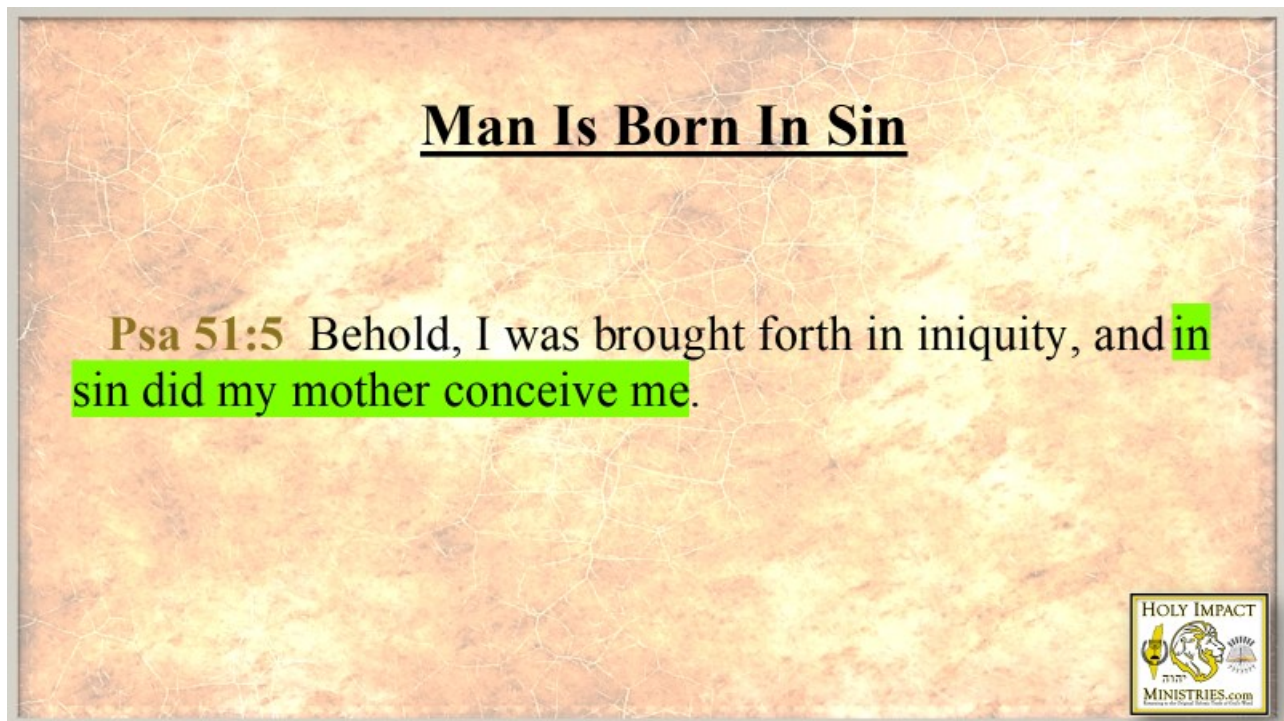 Man Is Born In Sin
Psa 51:5 Behold, I was brought forth in iniquity, and in
sin did my mother conceive me.
HOLY IMPACT
יהוה
MINISTRIES.com